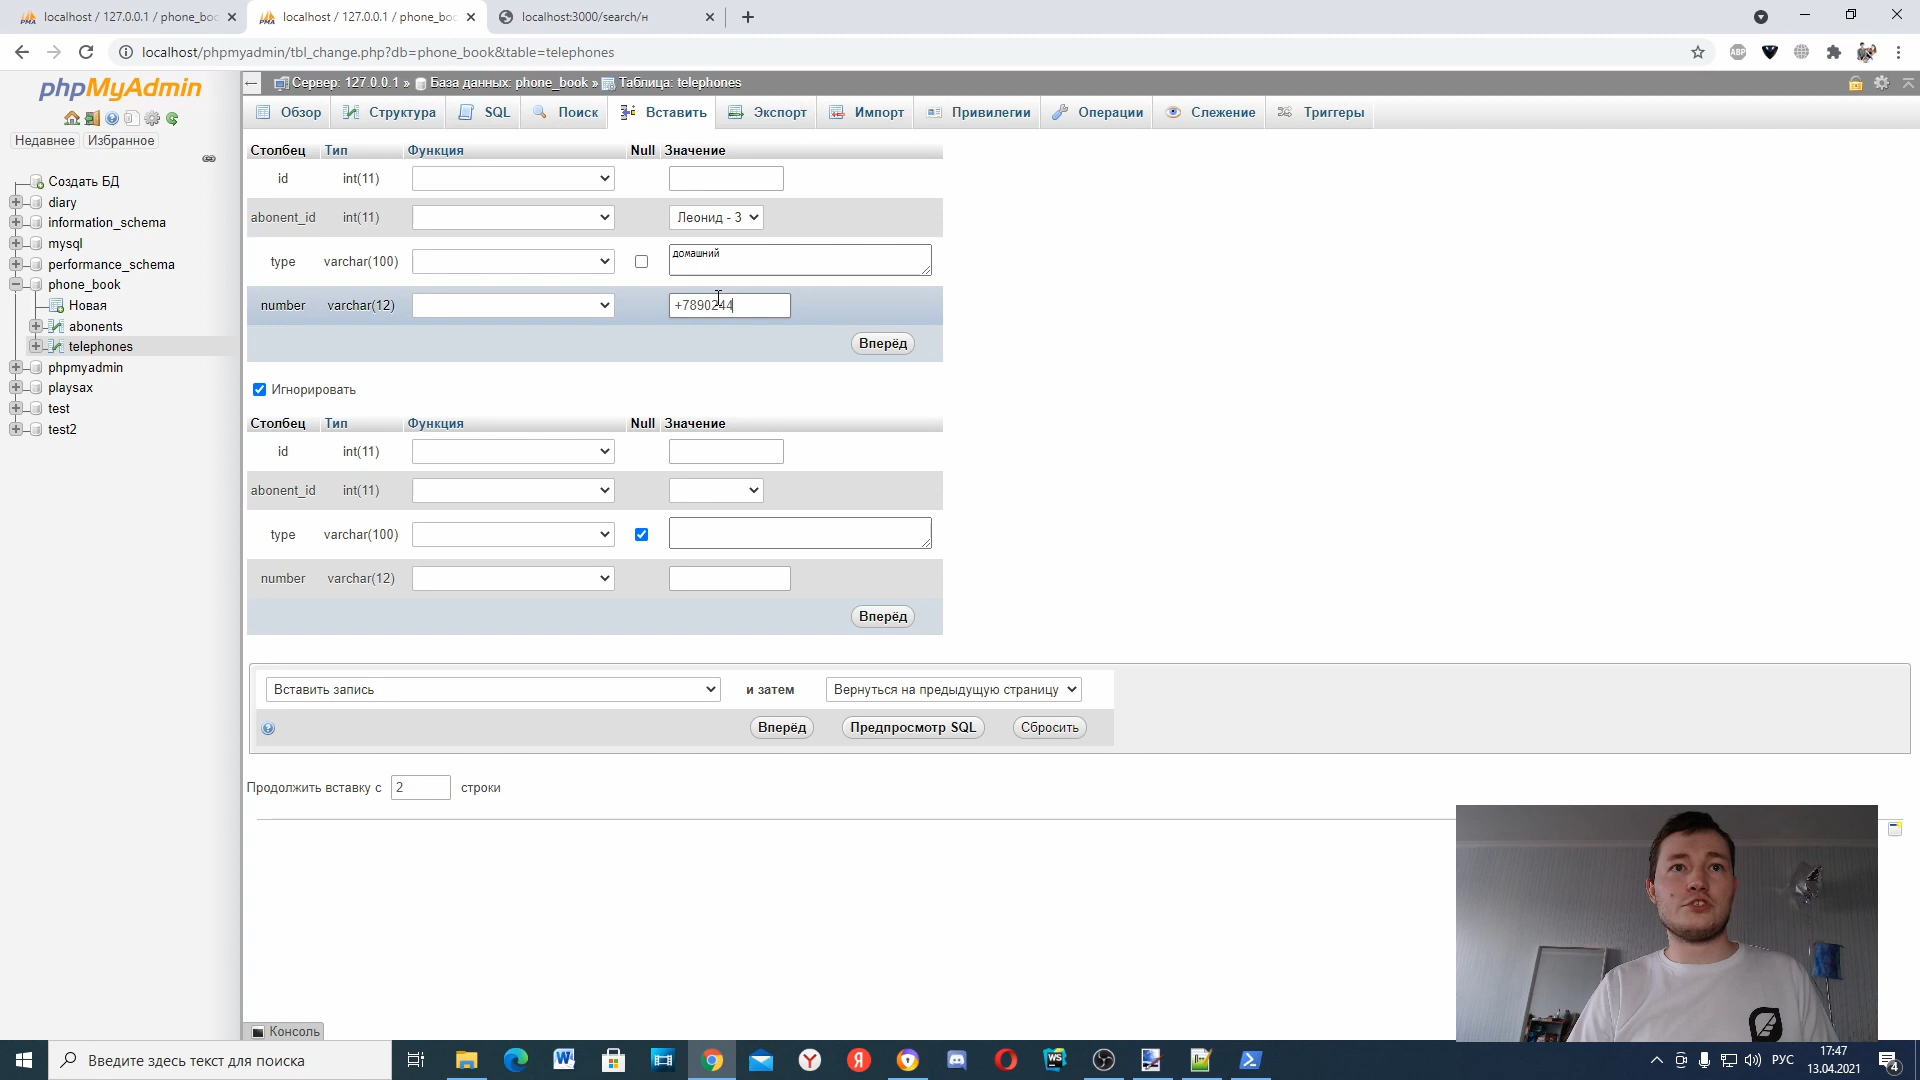 localhost / 127.0.0.1 / phone_boo
localhost / 127.0.0.1 / phone_boo
localhost:3000/search/н
localhost/phpmyadmin/tbl_change.php?db=phone_book&table=telephones
ABP
phpMyAdmin
Недавнее Избранное
Создать БД
diary
information_schema
mysql
performance_schema
phone_book
Новая
abonents
telephones
phpmyadmin
playsax
test
test2
Сервер: 127.0.0.1 » База данных: phone_book » Таблица: telephones
Обзор Структура SQL Поиск Вставить Экспорт Импорт Привилегии Операции Слежение Триггеры
Столбец Тип Функция Null Значение
id int(11)
abonent_id int(11) Леонид - 3
type varchar(100) домашний
number varchar(12) +7890244
Вперёд
Игнорировать
Столбец Тип Функция Null Значение
id int(11)
abonent_id int(11)
type varchar(100)
number varchar(12)
Вперёд
Вставить запись и затем Вернуться на предыдущую страницу
Вперёд Предпросмотр SQL Сбросить
Продолжить вставку с 2 строки
Консоль
Введите здесь текст для поиска
РУС
17:47
13.04.2021
4